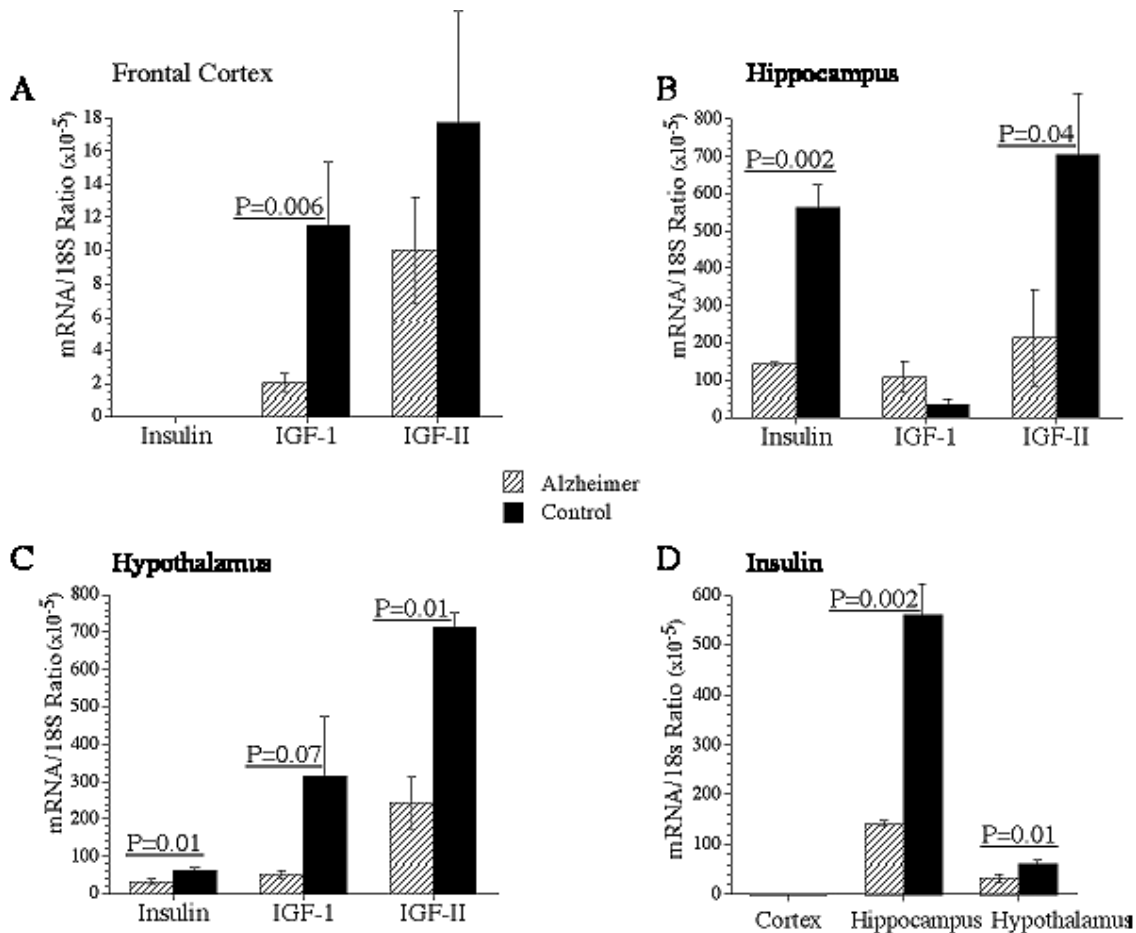 A Frontal Cortex
mRNA/18S Ratio (x10-5)
18
16
14
12
10
8
6
4
2
0
P=0.006
Insulin IGF-1 IGF-II
B Hippocampus
mRNA/18S Ratio (x10-5)
800
700
600
500
400
300
200
100
0
P=0.002
P=0.04
Insulin IGF-1 IGF-II
Alzheimer
Control
C Hypothalamus
mRNA/18S Ratio (x10-5)
800
700
600
500
400
300
200
100
0
P=0.01
P=0.07
P=0.01
Insulin IGF-1 IGF-II
D Insulin
mRNA/18s Ratio (x10-5)
600
500
400
300
200
100
0
P=0.002
P=0.01
Cortex Hippocampus Hypothalamus